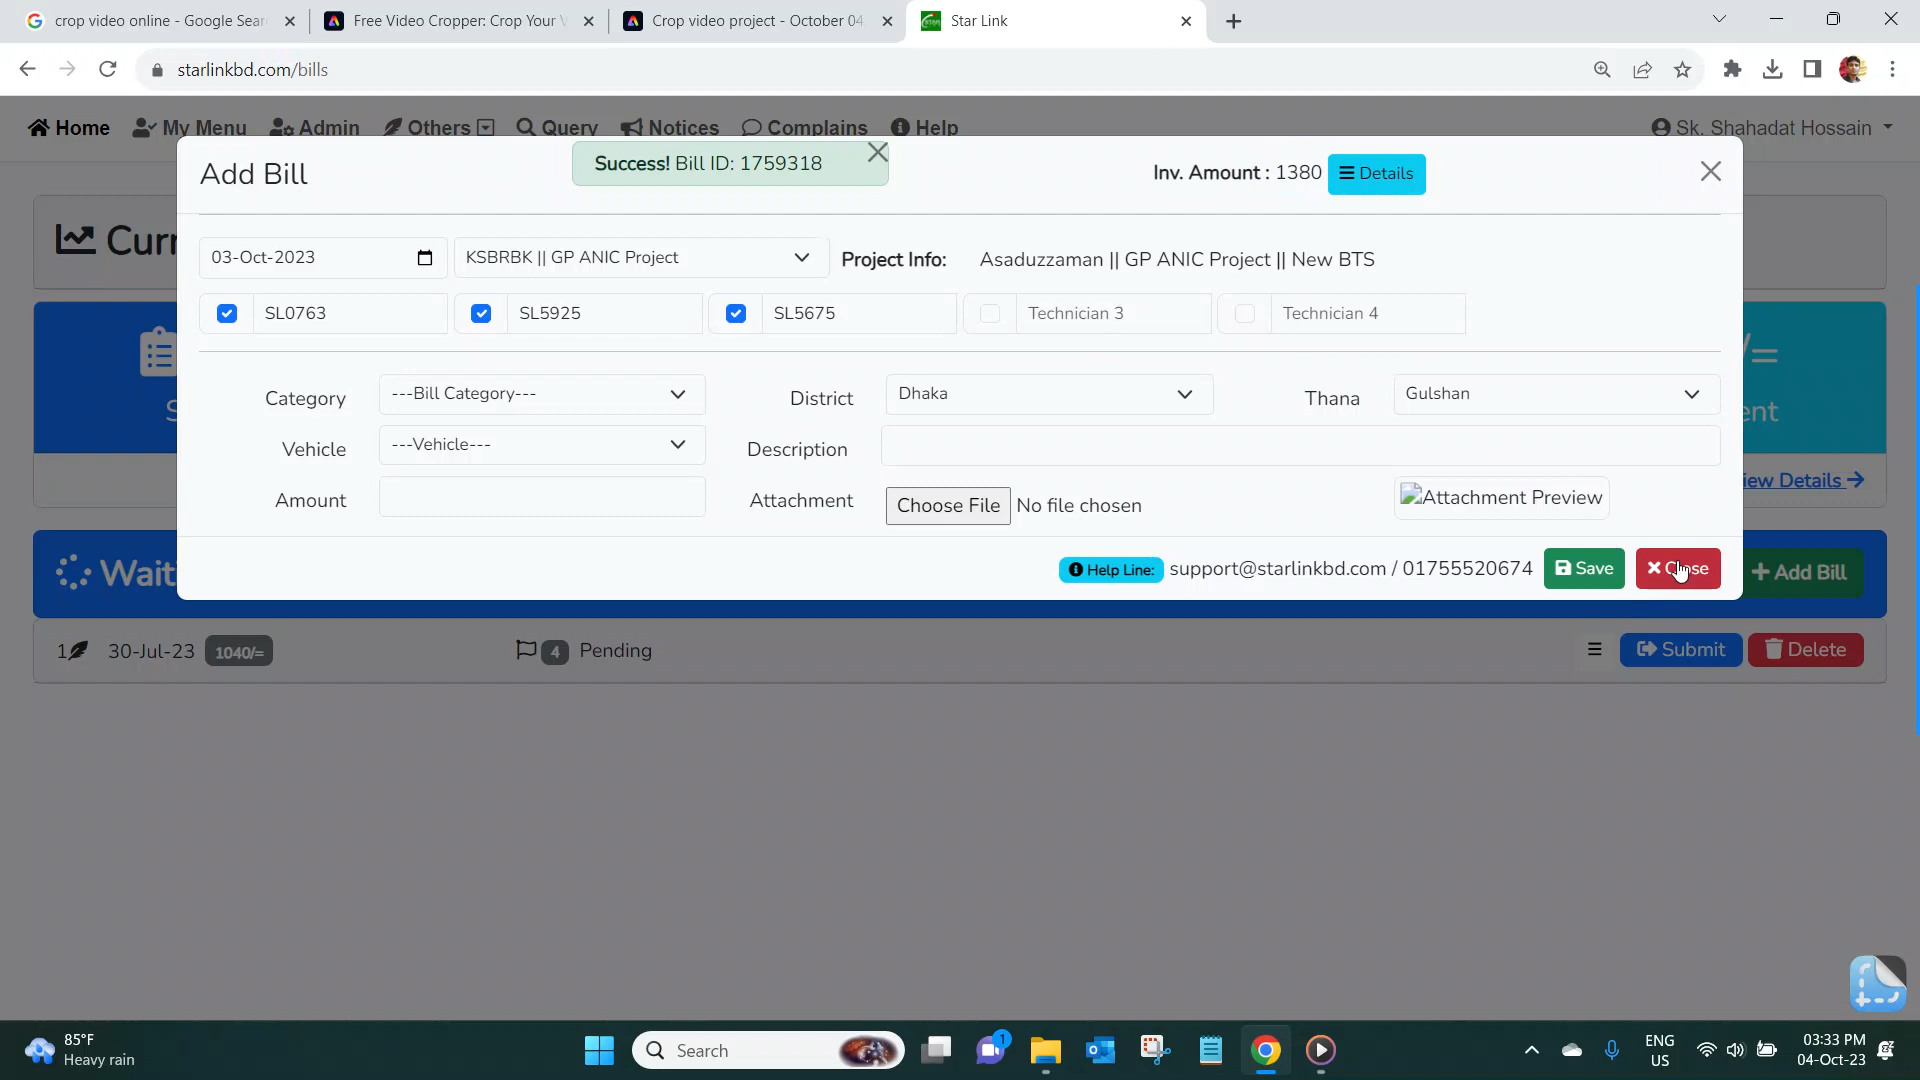 crop video online - Google Sear
Free Video Cropper: Crop Your V
Crop video project - October 04
Star Link
starlinkbd.com/bills
Home My Menu Admin Others Query Notices Complains Help Sk. Shahadat Hossain
Add Bill
Success! Bill ID: 1759318
Inv. Amount : 1380 Details
Curr
03-Oct-2023 KSBRBK || GP ANIC Project Project Info: Asaduzzaman || GP ANIC Project || New BTS
SL0763 SL5925 SL5675 Technician 3 Technician 4
Category ---Bill Category--- District Dhaka Thana Gulshan
S ent
Vehicle ---Vehicle--- Description
iew Details
Amount Attachment Choose File No file chosen Attachment Preview
Help Line: support@starlinkbd.com / 01755520674 Save Close
Waiti + Add Bill
1 30-Jul-23 1040/= 4 Pending Submit Delete
85°F
Heavy rain
Search
1
ENG
US
03:33 PM
04-Oct-23